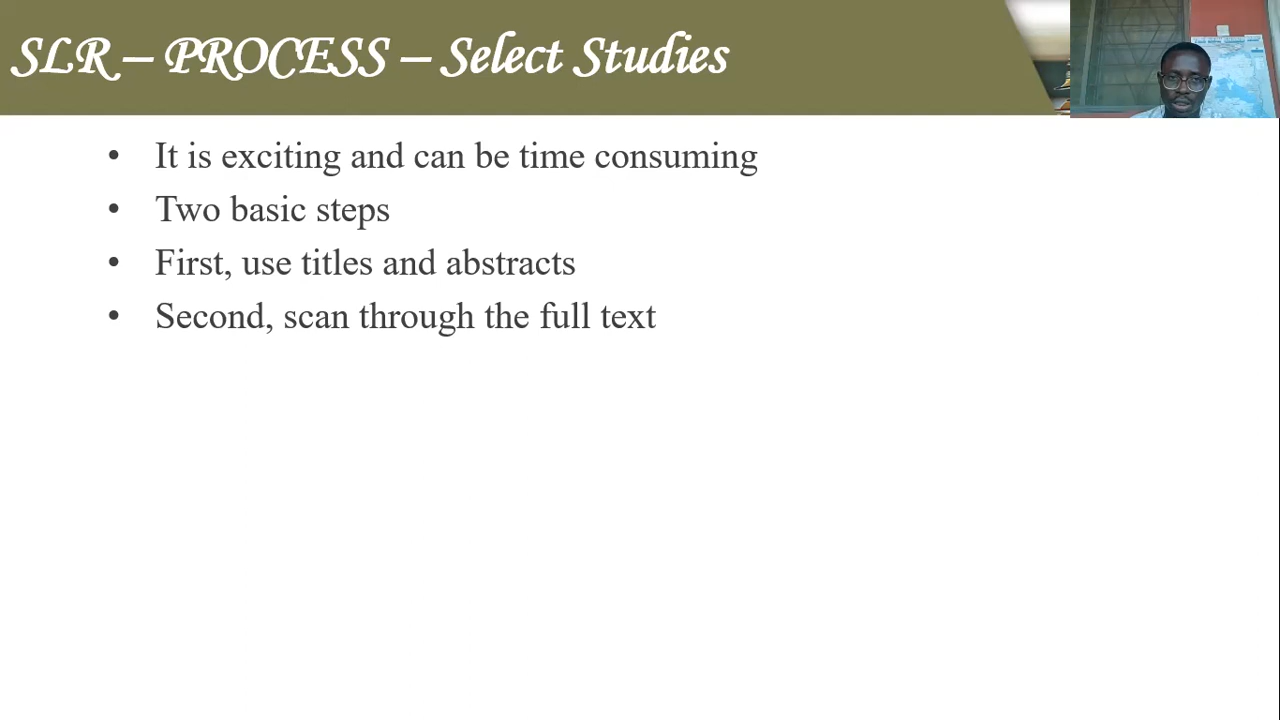 SLR – PROCESS – Select Studies
• It is exciting and can be time consuming
• Two basic steps
• First, use titles and abstracts
• Second, scan through the full text